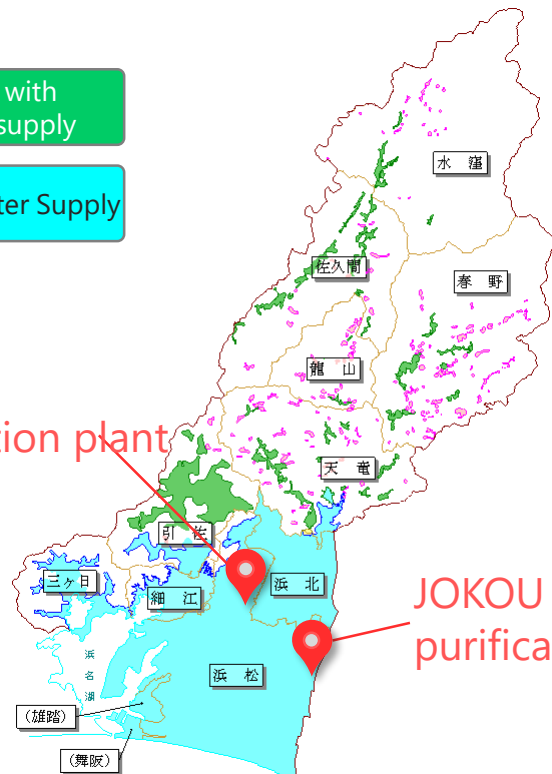 with
supply
ter Supply
水 窪
佐久間
春 野
龍 山
tion plant
天 竜
引 佐
三ヶ日
細 江
浜 北
JOKOU
purifica
浜名湖
浜 松
(雄踏)
(舞阪)